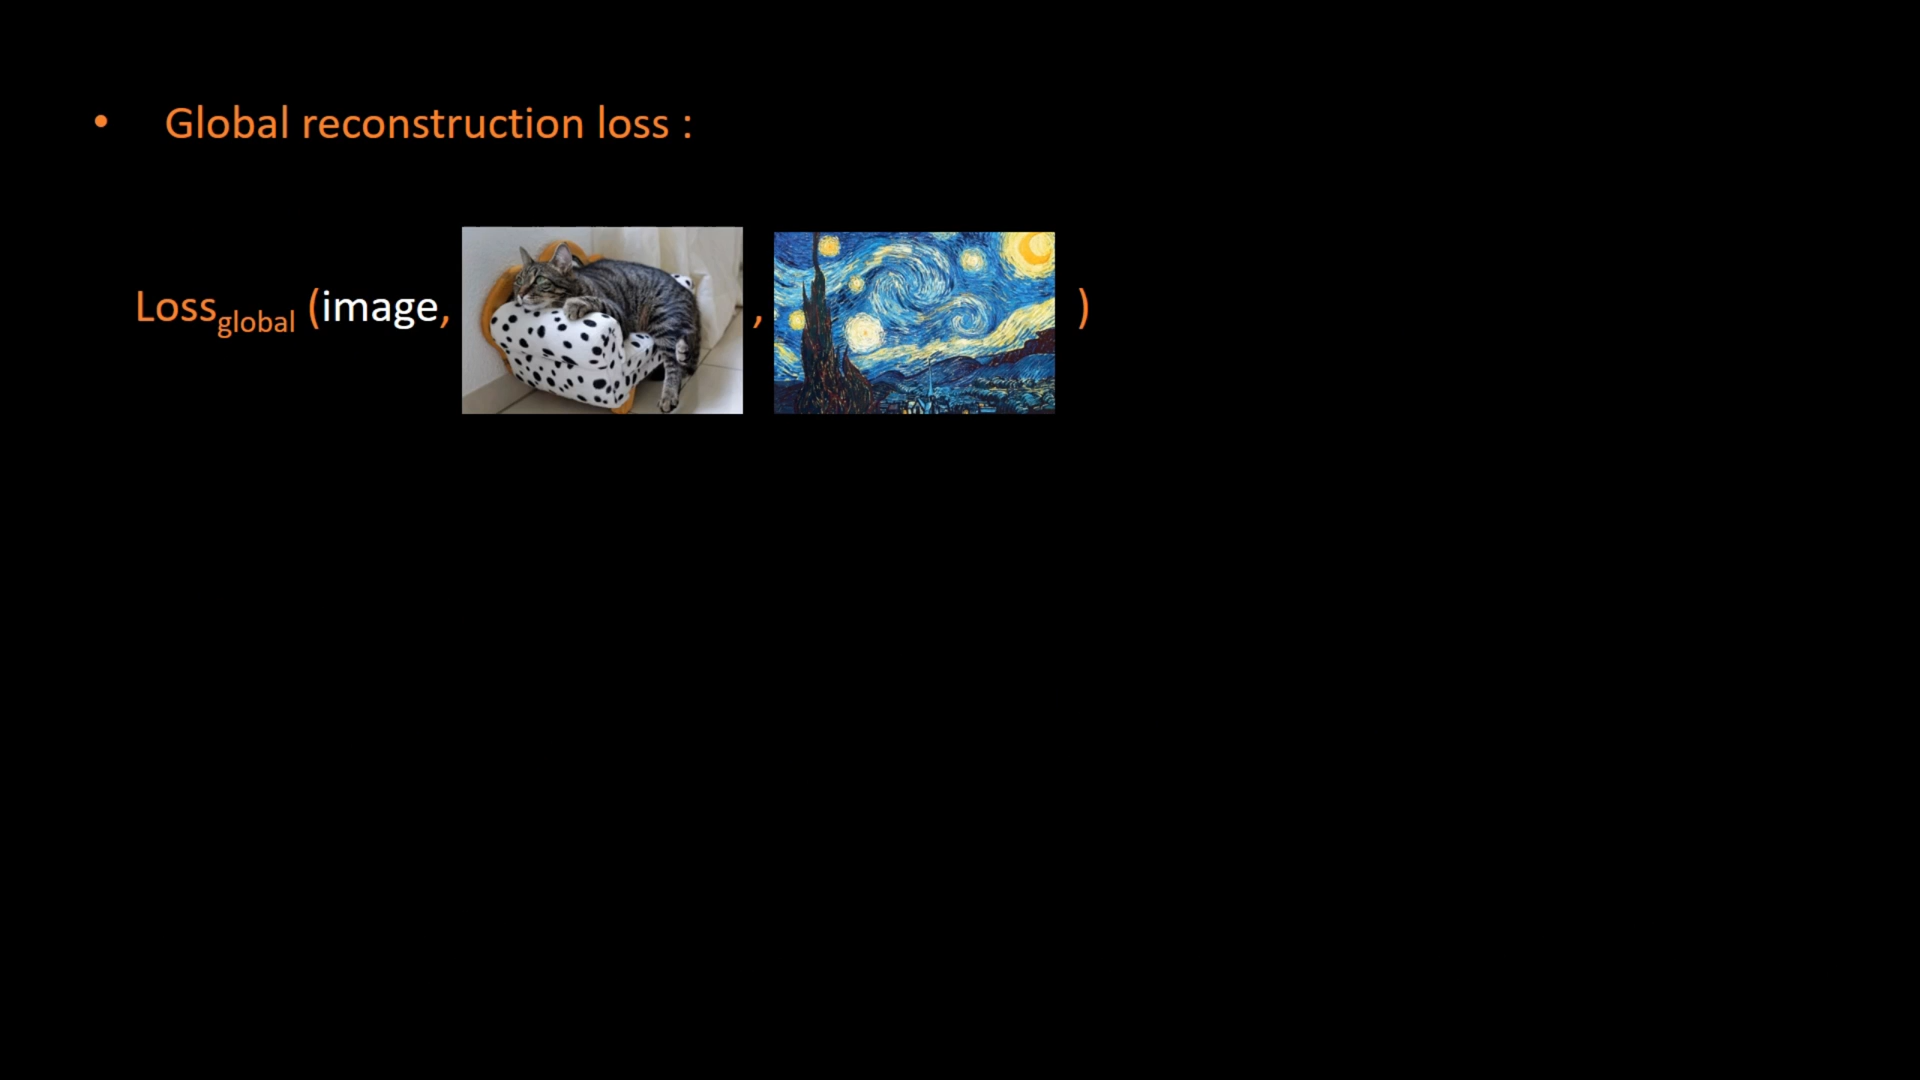 • Global reconstruction loss :
Loss_global (image, , )